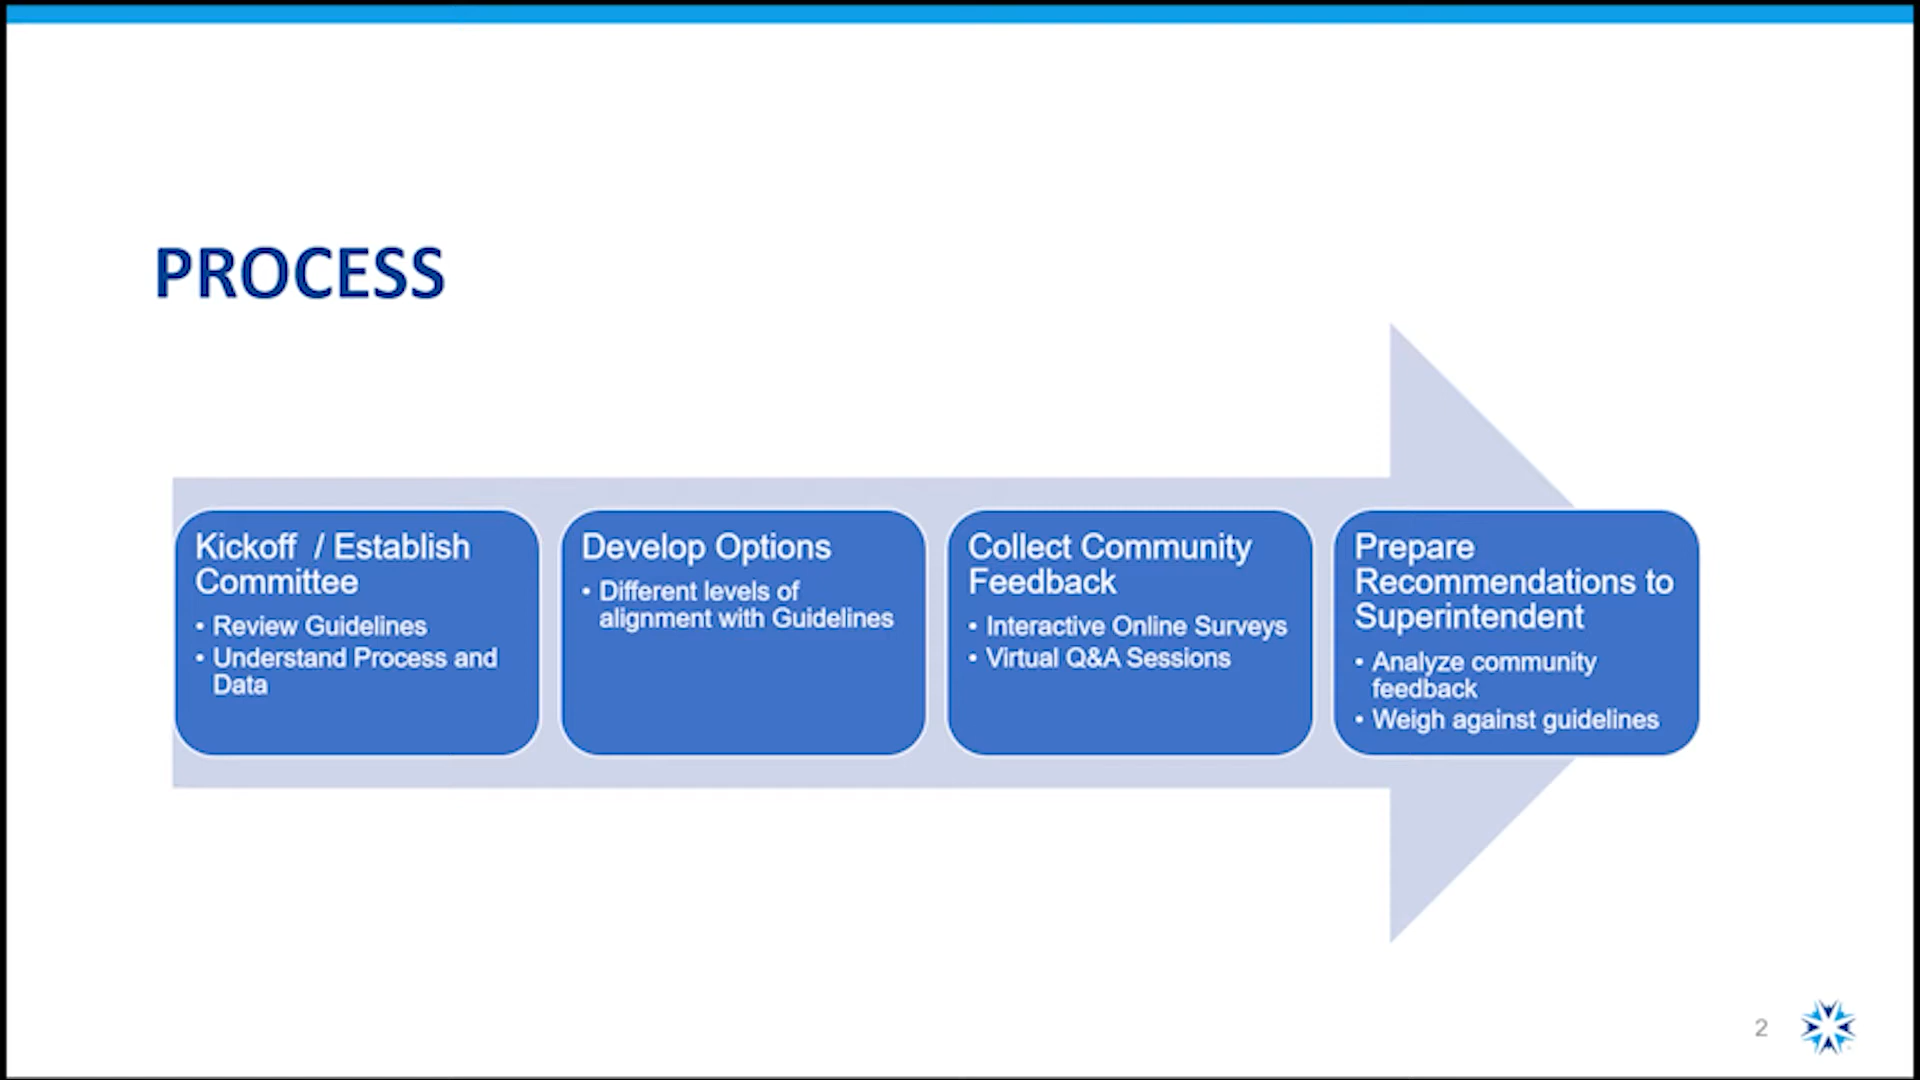 PROCESS
Kickoff / Establish
Committee
• Review Guidelines
• Understand Process and
Data
Develop Options
• Different levels of
alignment with Guidelines
Collect Community
Feedback
• Interactive Online Surveys
• Virtual Q&A Sessions
Prepare
Recommendations to
Superintendent
• Analyze community
feedback
• Weigh against guidelines
2